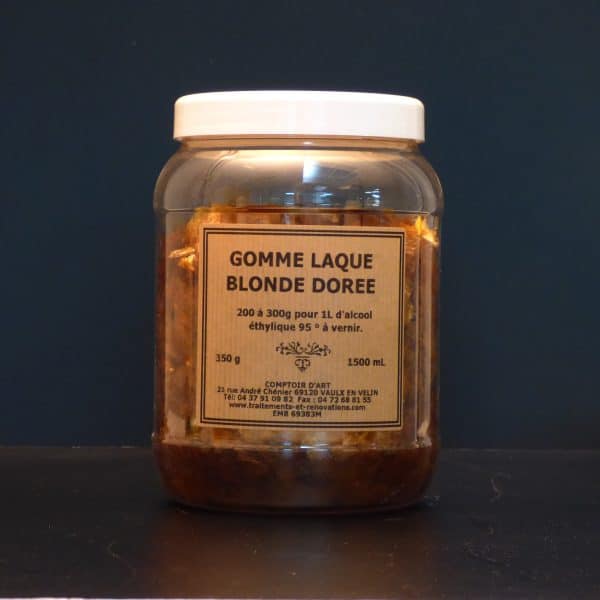 GOMME LAQUE
BLONDE DOREE
200 à 300g pour 1L d'alcool
éthylique 95 ° à vernir.
350 g 1500 mL
COMPTOIR D'ART
21 rue André Chénier 69120 VAULX EN VELIN
Tél: 04 37 91 09 82 Fax : 04 72 68 81 55
www.traitements-et-renovations.com
EMB 69383M